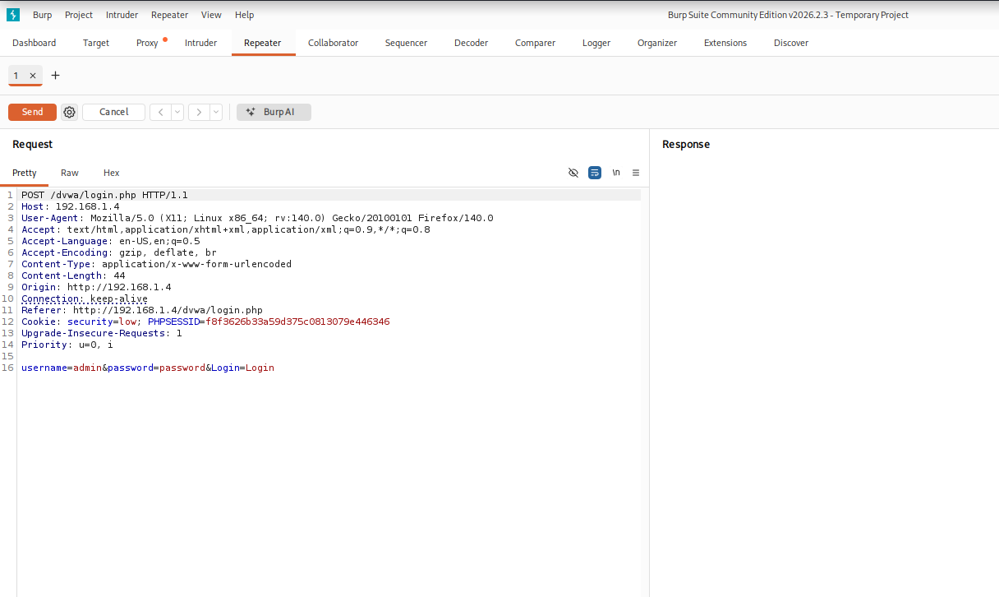 Burp Project Intruder Repeater View Help Burp Suite Community Edition v2026.2.3 - Temporary Project
Dashboard Target Proxy Intruder Repeater Collaborator Sequencer Decoder Comparer Logger Organizer Extensions Discover
1 × +
Send Cancel < > Burp AI
Request Response
Pretty Raw Hex \n
1 POST /dvwa/login.php HTTP/1.1
2 Host: 192.168.1.4
3 User-Agent: Mozilla/5.0 (X11; Linux x86_64; rv:140.0) Gecko/20100101 Firefox/140.0
4 Accept: text/html,application/xhtml+xml,application/xml;q=0.9,*/*;q=0.8
5 Accept-Language: en-US,en;q=0.5
6 Accept-Encoding: gzip, deflate, br
7 Content-Type: application/x-www-form-urlencoded
8 Content-Length: 44
9 Origin: http://192.168.1.4
10 Connection: keep-alive
11 Referer: http://192.168.1.4/dvwa/login.php
12 Cookie: security=low; PHPSESSID=f8f3626b33a59d375c0813079e446346
13 Upgrade-Insecure-Requests: 1
14 Priority: u=0, i
15
16 username=admin&password=password&Login=Login